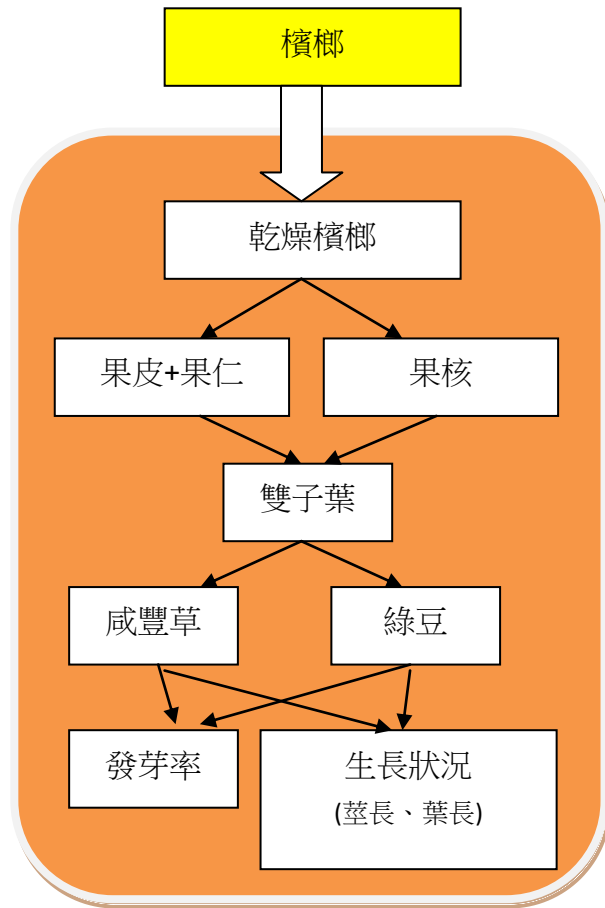 檳榔
乾燥檳榔
果皮+果仁
果核
雙子葉
咸豐草
綠豆
發芽率
生長狀況
(莖長、葉長)